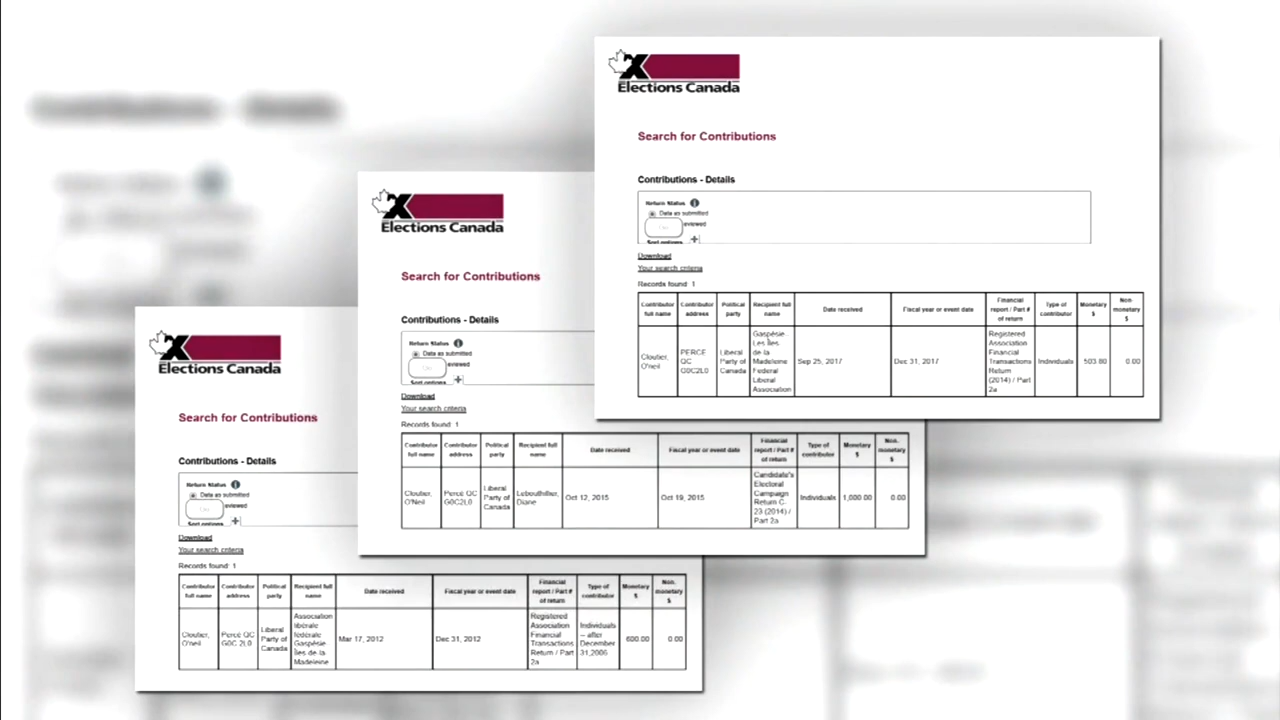 Elections Canada
Search for Contributions
Contributions - Details
Return Status
Data as submitted
eviewed
Sort options
Download
Your search criteria
Records found: 1
Contributor full name
Contributor address
Political party
Recipient full name
Date received
Fiscal year or event date
Financial report / Part # of return
Type of contributor
Monetary $
Non-monetary $
Cloutier, O'neil
PERCE QC G0C2L0
Liberal Party of Canada
Gaspésie - Les Îles de la Madeleine Federal Liberal Association
Sep 25, 2017
Dec 31, 2017
Registered Association Financial Transactions Return (2014) / Part 2a
Individuals
503.80
0.00
Elections Canada
Search for Contributions
Contributions - Details
Return Status
Data as submitted
eviewed
Sort options
Download
Your search criteria
Records found: 1
Contributor full name
Contributor address
Political party
Recipient full name
Date received
Fiscal year or event date
Financial report / Part # of return
Type of contributor
Monetary $
Non-monetary $
Cloutier, O'Neil
Percé QC G0C2L0
Liberal Party of Canada
Lebouthillier, Diane
Oct 12, 2015
Oct 19, 2015
Candidate's Electoral Campaign Return C-23 (2014) / Part 2a
Individuals
1,000.00
0.00
Elections Canada
Search for Contributions
Contributions - Details
Return Status
Data as submitted
eviewed
Sort options
Download
Your search criteria
Records found: 1
Contributor full name
Contributor address
Political party
Recipient full name
Date received
Fiscal year or event date
Financial report / Part # of return
Type of contributor
Monetary $
Non-monetary $
Cloutier, O'neil
Percé QC G0C 2L0
Liberal Party of Canada
Association libérale fédérale Gaspésie Îles de la Madeleine
Mar 17, 2012
Dec 31, 2012
Registered Association Financial Transactions Return / Part 2a
Individuals – after December 31,2006
600.00
0.00